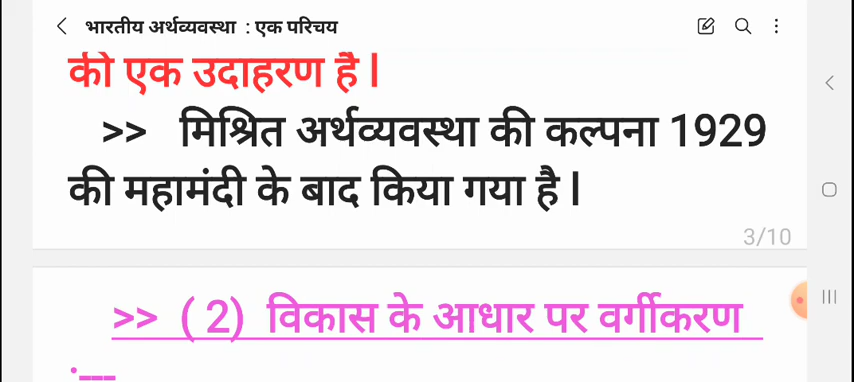 भारतीय अर्थव्यवस्था : एक परिचय
की एक उदाहरण है l
>> मिश्रित अर्थव्यवस्था की कल्पना 1929
की महामंदी के बाद किया गया है l
3/10
>> ( 2) विकास के आधार पर वर्गीकरण